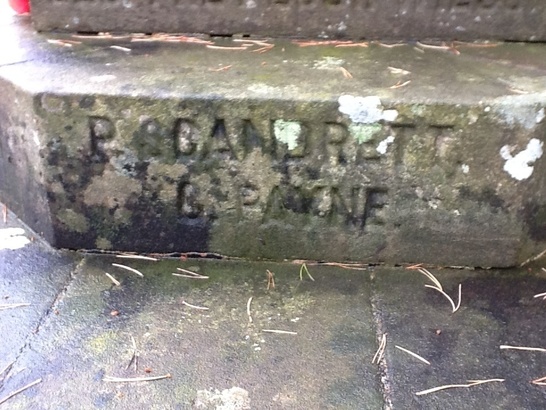 P. SCANDRETT.
G. PAYNE.